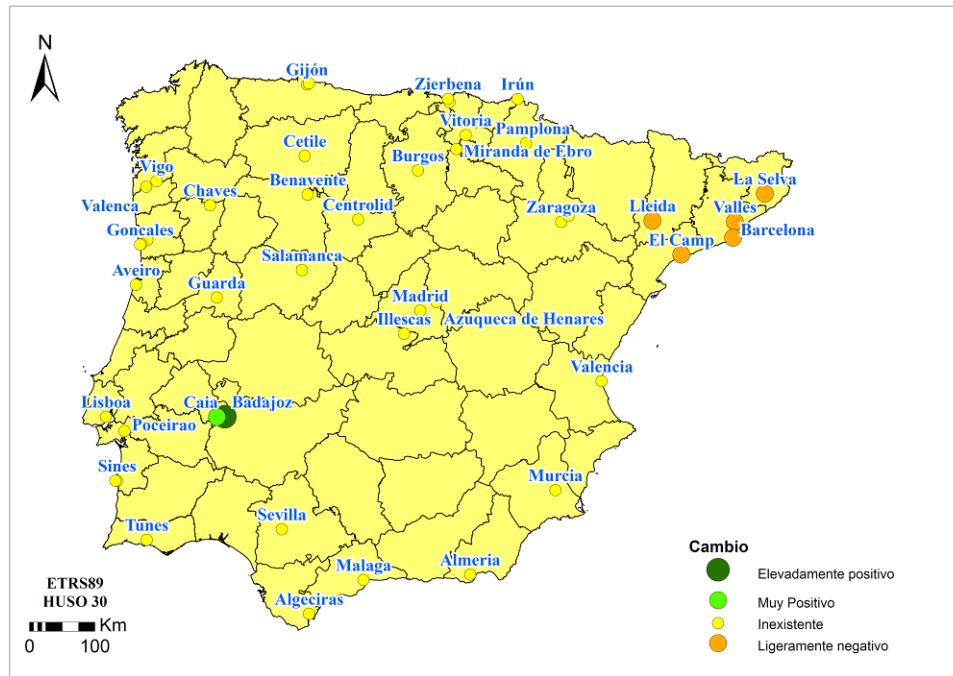 N
Gijón
Zierbena
Irún
Vitoria
Pamplona
Cetile
Miranda de Ebro
Burgos
Vigo
La Selva
Benavente
Chaves
Valenca
Lleida
Valles
Centrolid
Zaragoza
Goncales
Barcelona
El Camp
Salamanca
Aveiro
Guarda
Madrid
Illescas
Azuqueca de Henares
Valencia
Lisboa
Caia
Badajoz
Poceirao
Sines
Murcia
Sevilla
Tunes
Malaga
Almeria
Algeciras
Cambio
Elevadamente positivo
Muy Positivo
Inexistente
Ligeramente negativo
ETRS89
HUSO 30
Km
0 100